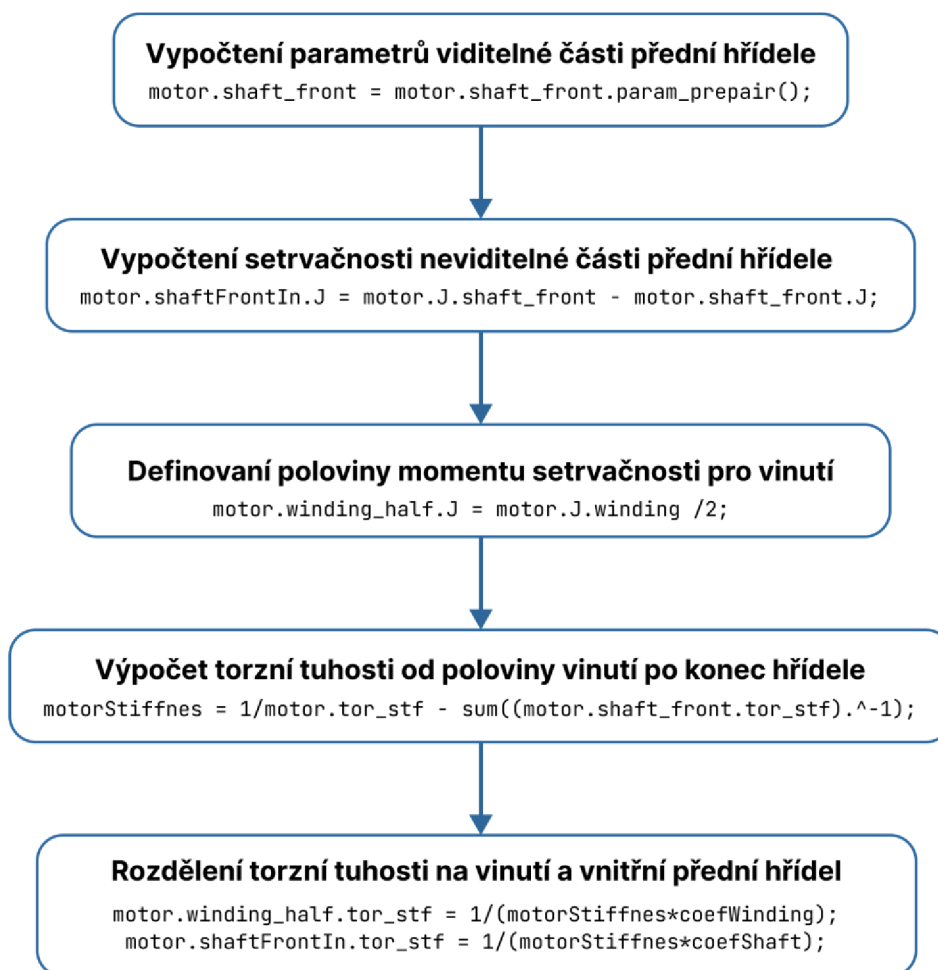 Vypočtení parametrů viditelné části přední hřídele
motor.shaft_front = motor.shaft_front.param_prepair();
Vypočtení setrvačnosti neviditelné části přední hřídele
motor.shaftFrontIn.J = motor.J.shaft_front - motor.shaft_front.J;
Definovaní poloviny momentu setrvačnosti pro vinutí
motor.winding_half.J = motor.J.winding /2;
Výpočet torzní tuhosti od poloviny vinutí po konec hřídele
motorStiffnes = 1/motor.tor_stf - sum((motor.shaft_front.tor_stf).^-1);
Rozdělení torzní tuhosti na vinutí a vnitřní přední hřídel
motor.winding_half.tor_stf = 1/(motorStiffnes*coefWinding);
motor.shaftFrontIn.tor_stf = 1/(motorStiffnes*coefShaft);